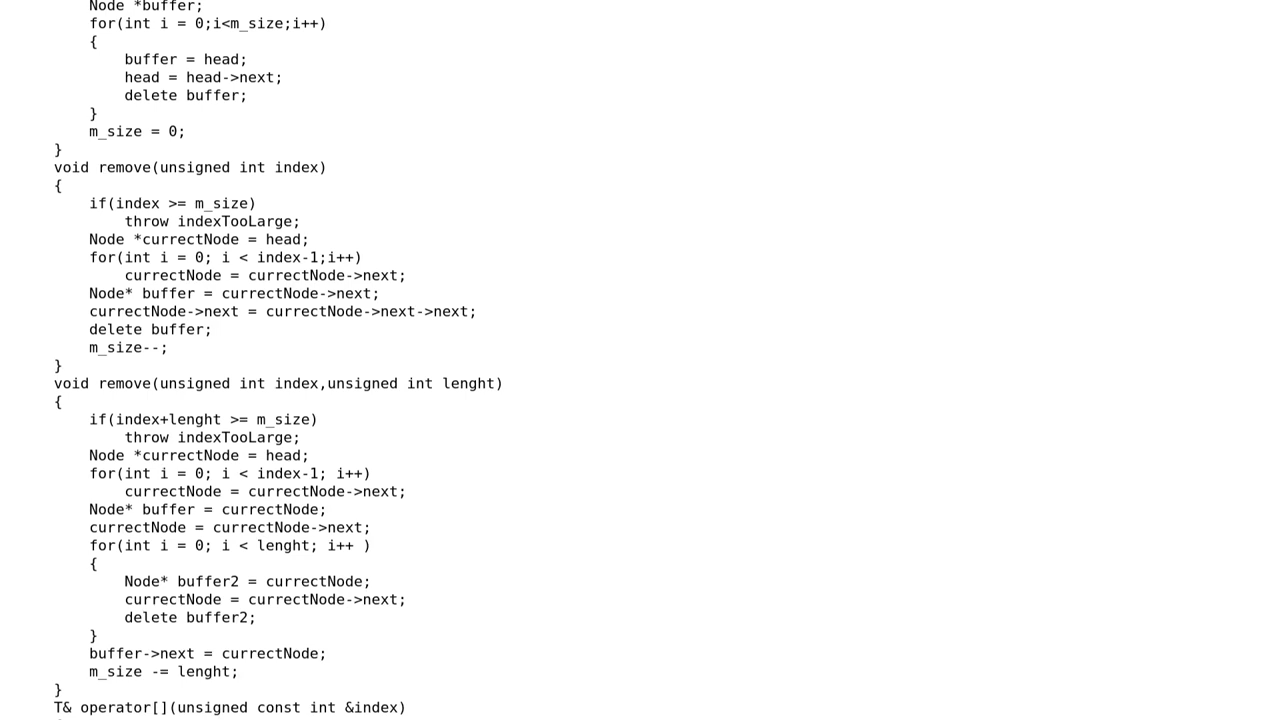 Node *buffer;
for(int i = 0;i<m_size;i++)
{
buffer = head;
head = head->next;
delete buffer;
}
m_size = 0;
}
void remove(unsigned int index)
{
if(index >= m_size)
throw indexTooLarge;
Node *currectNode = head;
for(int i = 0; i < index-1;i++)
currectNode = currectNode->next;
Node* buffer = currectNode->next;
currectNode->next = currectNode->next->next;
delete buffer;
m_size--;
}
void remove(unsigned int index,unsigned int lenght)
{
if(index+lenght >= m_size)
throw indexTooLarge;
Node *currectNode = head;
for(int i = 0; i < index-1; i++)
currectNode = currectNode->next;
Node* buffer = currectNode;
currectNode = currectNode->next;
for(int i = 0; i < lenght; i++ )
{
Node* buffer2 = currectNode;
currectNode = currectNode->next;
delete buffer2;
}
buffer->next = currectNode;
m_size -= lenght;
}
T& operator[](unsigned const int &index)